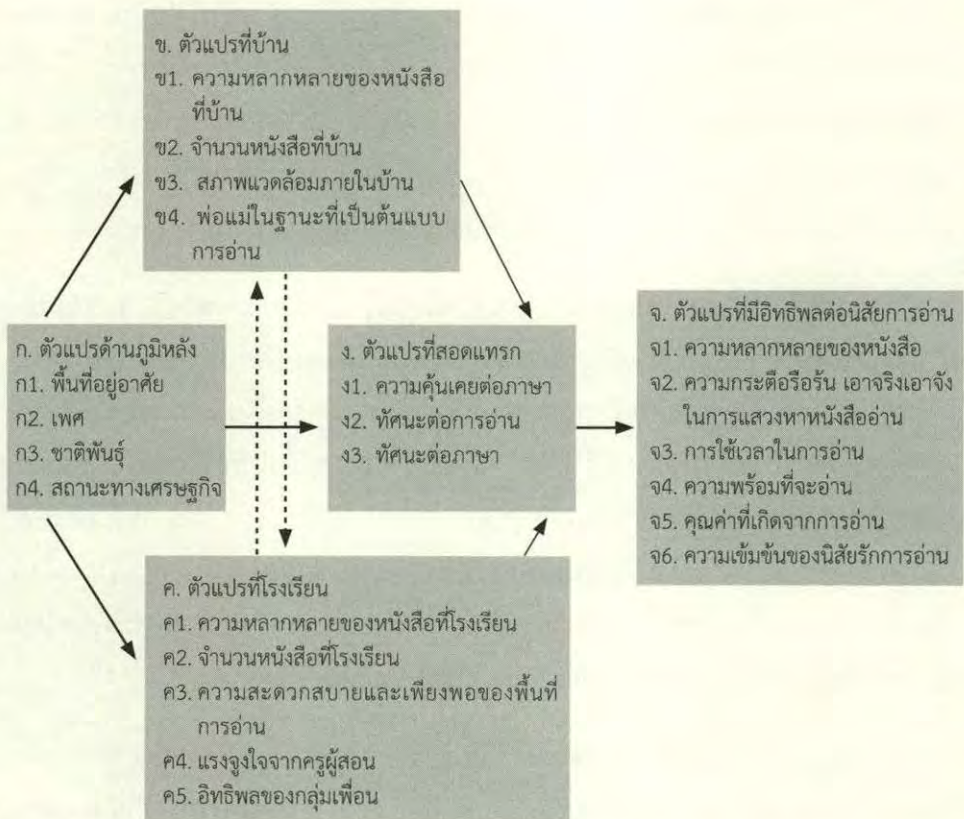 ข. ตัวแปรที่บ้าน
ข1. ความหลากหลายของหนังสือ
ที่บ้าน
ข2. จำนวนหนังสือที่บ้าน
ข3. สภาพแวดล้อมภายในบ้าน
ข4. พ่อแม่ในฐานะที่เป็นต้นแบบ
การอ่าน
ก. ตัวแปรด้านภูมิหลัง
ก1. พื้นที่อยู่อาศัย
ก2. เพศ
ก3. ชาติพันธุ์
ก4. สถานะทางเศรษฐกิจ
ง. ตัวแปรที่สอดแทรก
ง1. ความคุ้นเคยต่อภาษา
ง2. ทัศนะต่อการอ่าน
ง3. ทัศนะต่อภาษา
จ. ตัวแปรที่มีอิทธิพลต่อนิสัยการอ่าน
จ1. ความหลากหลายของหนังสือ
จ2. ความกระตือรือร้น เอาจริงเอาจัง
ในการแสวงหาหนังสืออ่าน
จ3. การใช้เวลาในการอ่าน
จ4. ความพร้อมที่จะอ่าน
จ5. คุณค่าที่เกิดจากการอ่าน
จ6. ความเข้มข้นของนิสัยรักการอ่าน
ค. ตัวแปรที่โรงเรียน
ค1. ความหลากหลายของหนังสือที่โรงเรียน
ค2. จำนวนหนังสือที่โรงเรียน
ค3. ความสะดวกสบายและเพียงพอของพื้นที่
การอ่าน
ค4. แรงจูงใจจากครูผู้สอน
ค5. อิทธิพลของกลุ่มเพื่อน